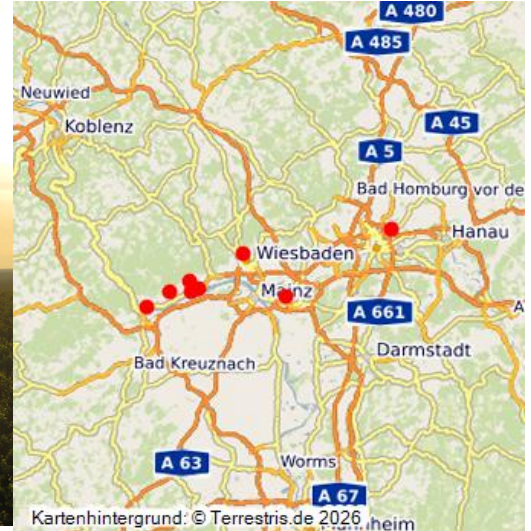 A 480
A 485
Neuwied
Koblenz
A 45
A 5
Bad Homburg vor de
Hanau
Wiesbaden
Mainz
A 661
Darmstadt
Bad Kreuznach
A 63
Worms
A 67
Kartenhintergrund: © Terrestris.de 2026